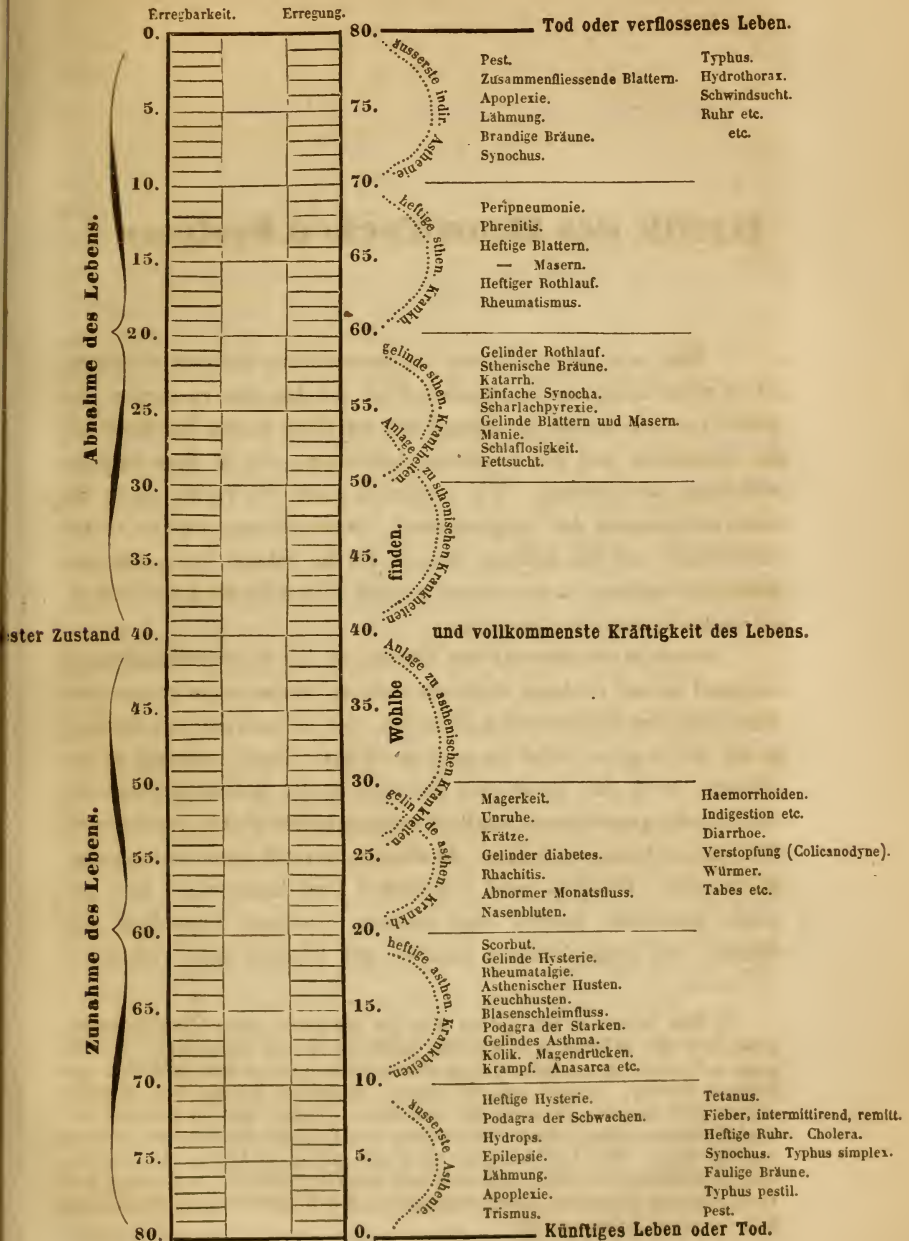 Erregbarkeit. Erregung.
0. 80. Tod oder verflossenes Leben.
äusserste indir. Asthenie.
Pest. Typhus.
Zusammenfliessende Blattern. Hydrothorax.
Apoplexie. Schwindsucht.
5. 75.
Lähmung. Ruhr etc.
Brandige Bräune. etc.
Synochus.
10. 70.
heftige sthen. Krankh.
Peripneumonie.
Phrenitis.
Heftige Blattern.
15. 65.
— Masern.
Heftiger Rothlauf.
Rheumatismus.
20. 60.
gelinde sthen. Krankheiten
Gelinder Rothlauf.
Sthenische Bräune.
Katarrh.
Einfache Synocha.
25. 55.
Scharlachpyrexie.
Gelinde Blattern uud Masern.
Manie.
Schlaflosigkeit.
Fettsucht.
30. 50.
Anlage zu sthenischen Krankheiten
35. 45.
finden.
Abnahme des Lebens.
ster Zustand 40. 40. und vollkommenste Kräftigkeit des Lebens.
Anlage zu asthenischen Krankheiten
45. 35.
Wohlbe
50. 30.
gelinde asthen. Krankh.
Magerkeit. Haemorrhoiden.
Unruhe. Indigestion etc.
Krätze. Diarrhoe.
55. 25.
Gelinder diabetes. Verstopfung (Colicanodyne).
Rhachitis. Würmer.
Abnormer Monatsfluss. Tabes etc.
Nasenbluten.
60. 20.
heftige asthen. Krankheiten.
Scorbut.
Gelinde Hysterie.
Rheumatalgie.
Asthenischer Husten.
65. 15.
Keuchhusten.
Blasenschleimfluss.
Podagra der Starken.
Gelindes Asthma.
Kolik. Magendrücken.
Krampf. Anasarca etc.
70. 10.
äusserste Asthenie.
Heftige Hysterie. Tetanus.
Podagra der Schwachen. Fieber, intermittirend, remitt.
Hydrops. Heftige Ruhr. Cholera.
75. 5.
Epilepsie. Synochus. Typhus simplex.
Lähmung. Faulige Bräune.
Apoplexie. Typhus pestil.
Trismus. Pest.
Zunahme des Lebens.
80. 0. Künftiges Leben oder Tod.